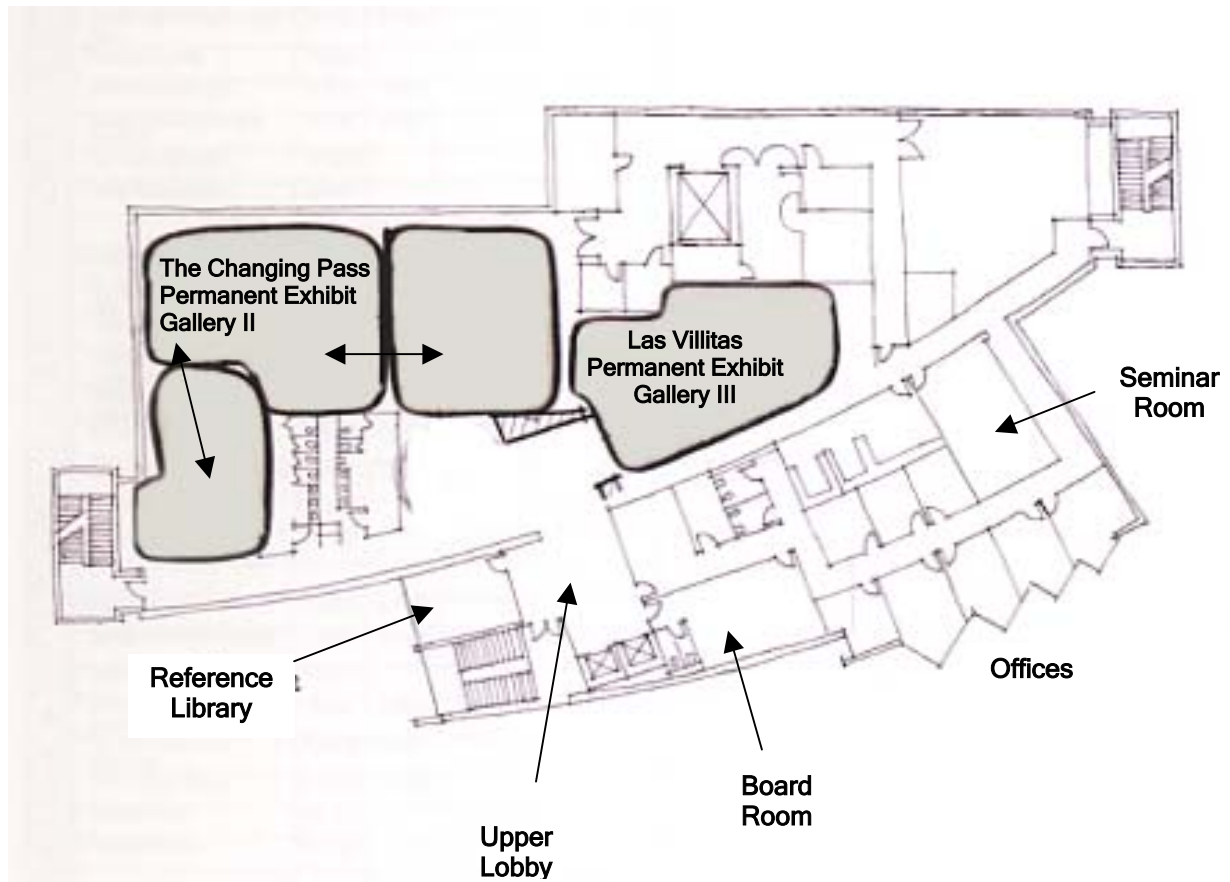 The Changing Pass
Permanent Exhibit
Gallery II
Las Villitas
Permanent Exhibit
Gallery III
Seminar
Room
Reference
Library
Offices
Board
Room
Upper
Lobby